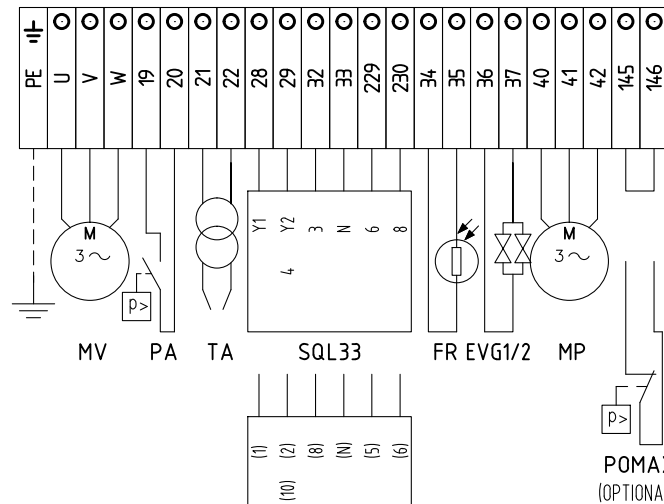 PE U V W 19 20 21 22 28 29 32 33 229 230 34 35 36 37 40 41 42 145 146
Y1 Y2 3 N 6 8
4
M
3~
M
3~
p>
MV PA TA SQL33 FR EVG1/2 MP
p>
(1) (2) (8) (N) (5) (6)
(10)
POMAX
(OPTIONA